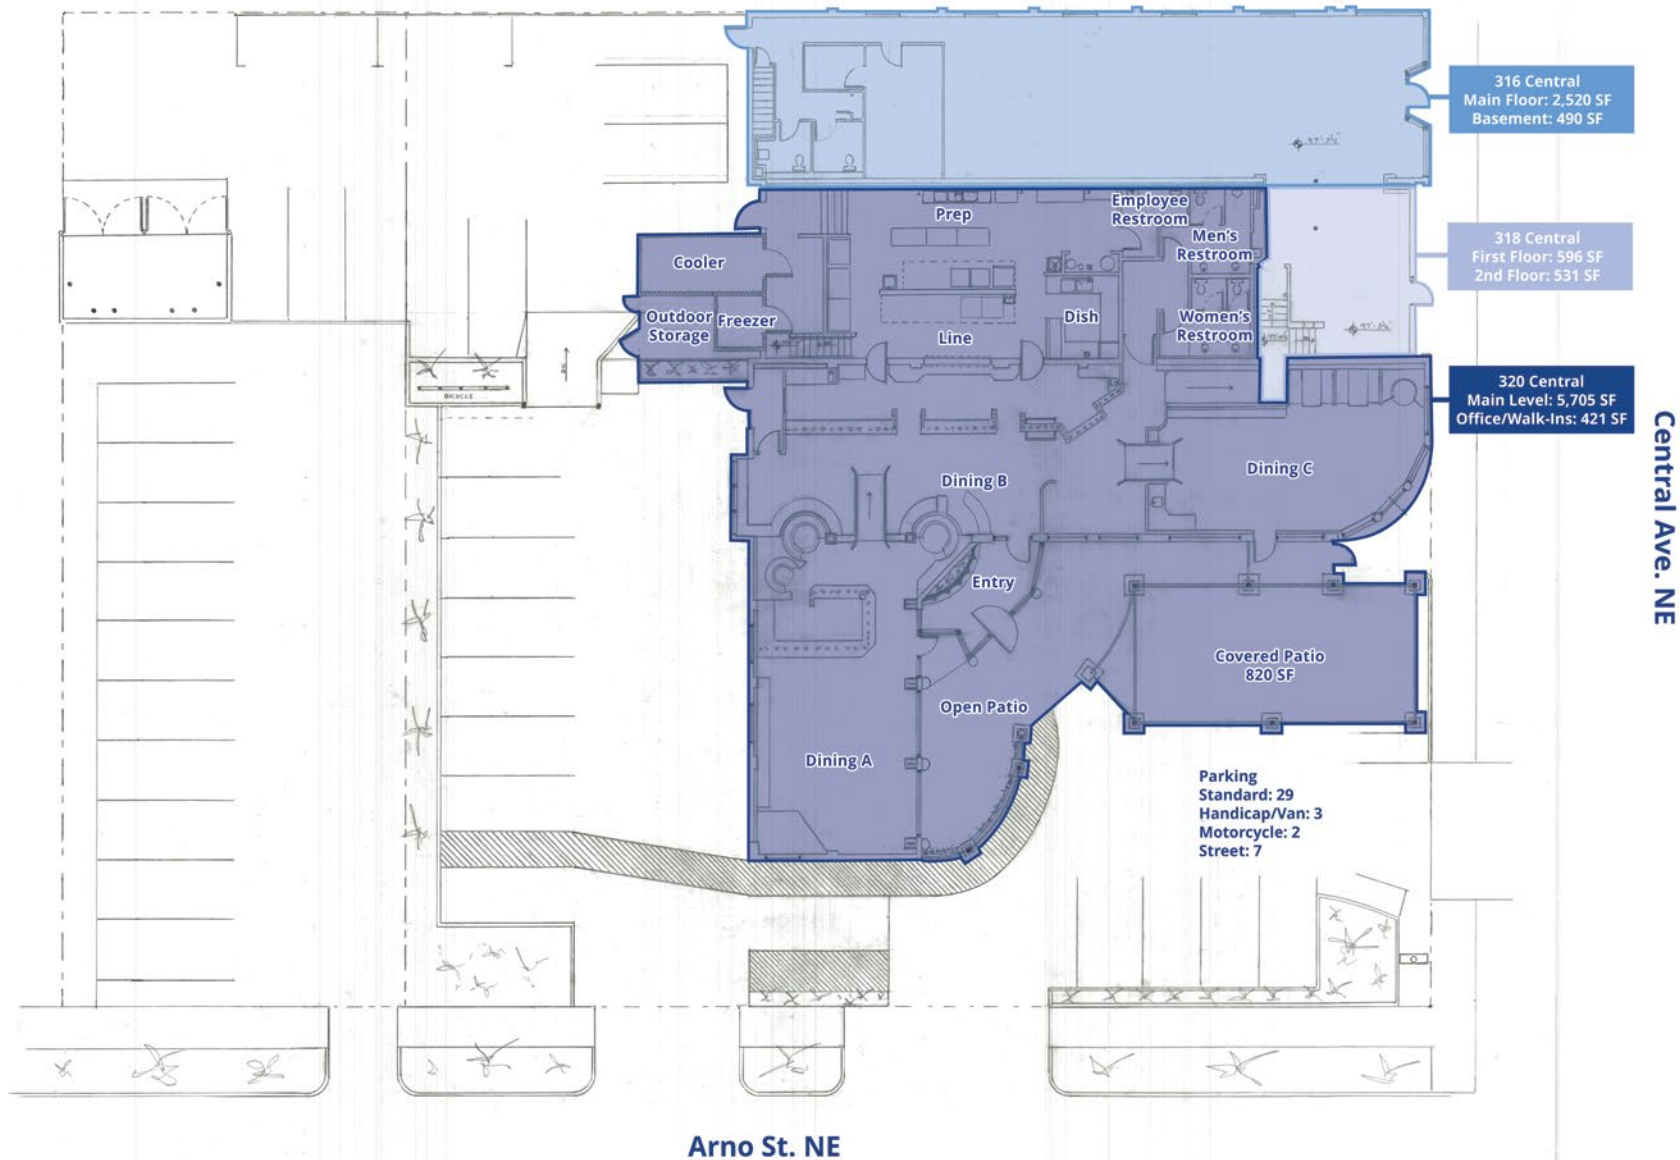 316 Central
Main Floor: 2,520 SF
Basement: 490 SF
318 Central
First Floor: 596 SF
2nd Floor: 531 SF
320 Central
Main Level: 5,705 SF
Office/Walk-Ins: 421 SF
Central Ave. NE
Prep
Employee
Restroom
Men's
Restroom
Cooler
Outdoor
Storage
Freezer
Dish
Women's
Restroom
Line
BICYCLE
Dining B
Dining C
Entry
Covered Patio
820 SF
Open Patio
Dining A
Parking
Standard: 29
Handicap/Van: 3
Motorcycle: 2
Street: 7
Arno St. NE